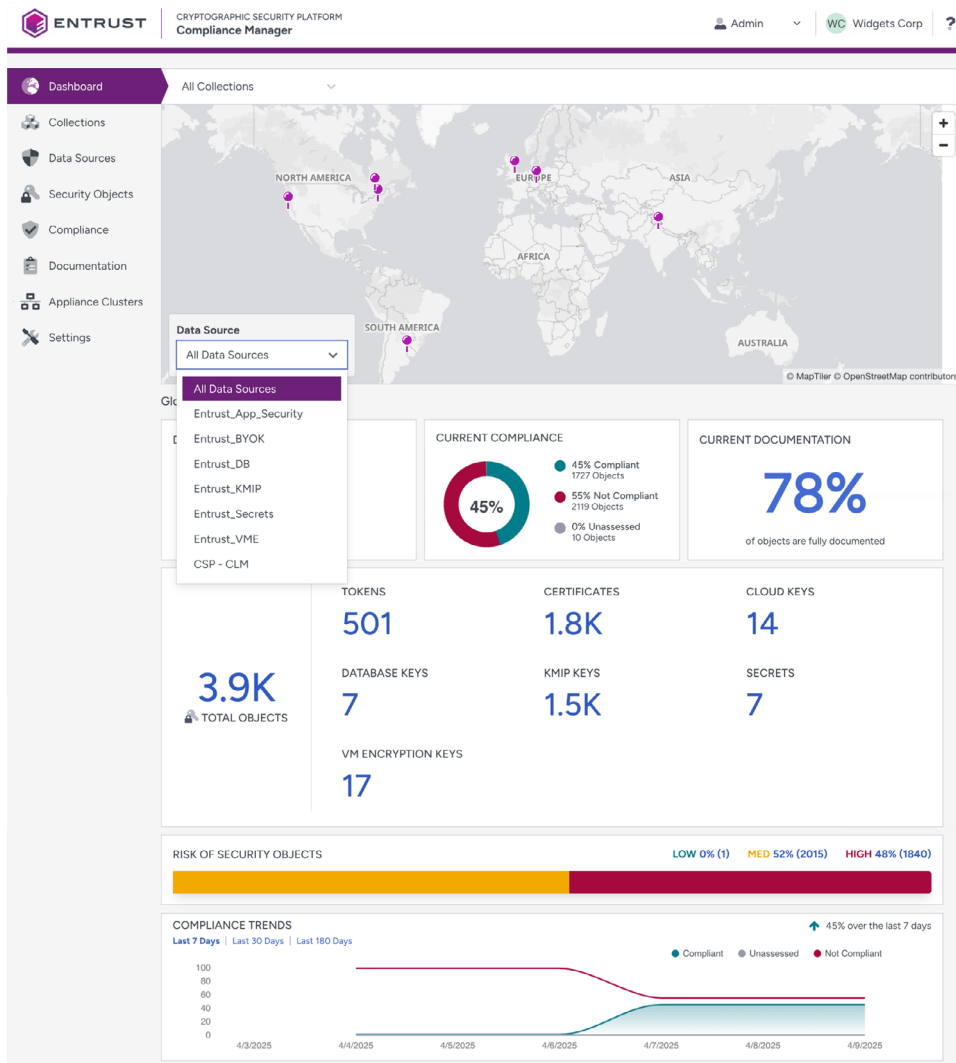 ENTRUST
CRYPTOGRAPHIC SECURITY PLATFORM
Compliance Manager
Admin
WC Widgets Corp ?
Dashboard
All Collections
Collections
Data Sources
Security Objects
Compliance
Documentation
Appliance Clusters
Settings
+
−
NORTH AMERICA
EUROPE
ASIA
AFRICA
SOUTH AMERICA
AUSTRALIA
© MapTiler © OpenStreetMap contributors
Data Source
All Data Sources
All Data Sources
Entrust_App_Security
Entrust_BYOK
Entrust_DB
Entrust_KMIP
Entrust_Secrets
Entrust_VME
CSP - CLM
CURRENT COMPLIANCE
45%
45% Compliant
1727 Objects
55% Not Compliant
2119 Objects
0% Unassessed
10 Objects
CURRENT DOCUMENTATION
78%
of objects are fully documented
3.9K
TOTAL OBJECTS
TOKENS
501
CERTIFICATES
1.8K
CLOUD KEYS
14
DATABASE KEYS
7
KMIP KEYS
1.5K
SECRETS
7
VM ENCRYPTION KEYS
17
RISK OF SECURITY OBJECTS
LOW 0% (1) MED 52% (2015) HIGH 48% (1840)
COMPLIANCE TRENDS
45% over the last 7 days
Last 7 Days | Last 30 Days | Last 180 Days
Compliant Unassessed Not Compliant
100
80
60
40
20
0
4/3/2025 4/4/2025 4/5/2025 4/6/2025 4/7/2025 4/8/2025 4/9/2025